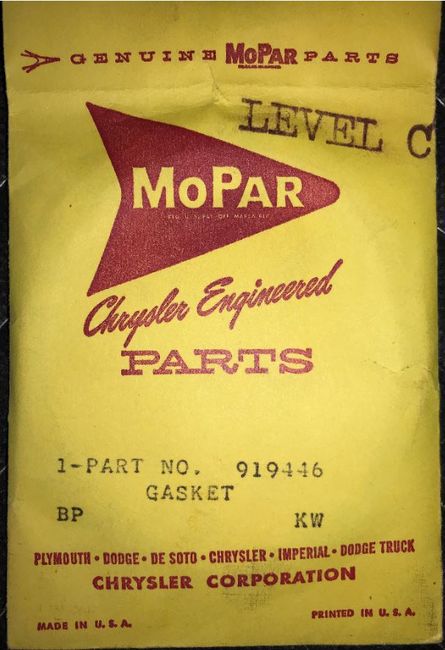 GENUINE MOPAR PARTS
LEVEL C
MOPAR
Chrysler Engineered
PARTS
1-PART NO. 919446
GASKET
BP KW
PLYMOUTH • DODGE • DE SOTO • CHRYSLER • IMPERIAL • DODGE TRUCK
CHRYSLER CORPORATION
MADE IN U.S.A. PRINTED IN U.S.A.